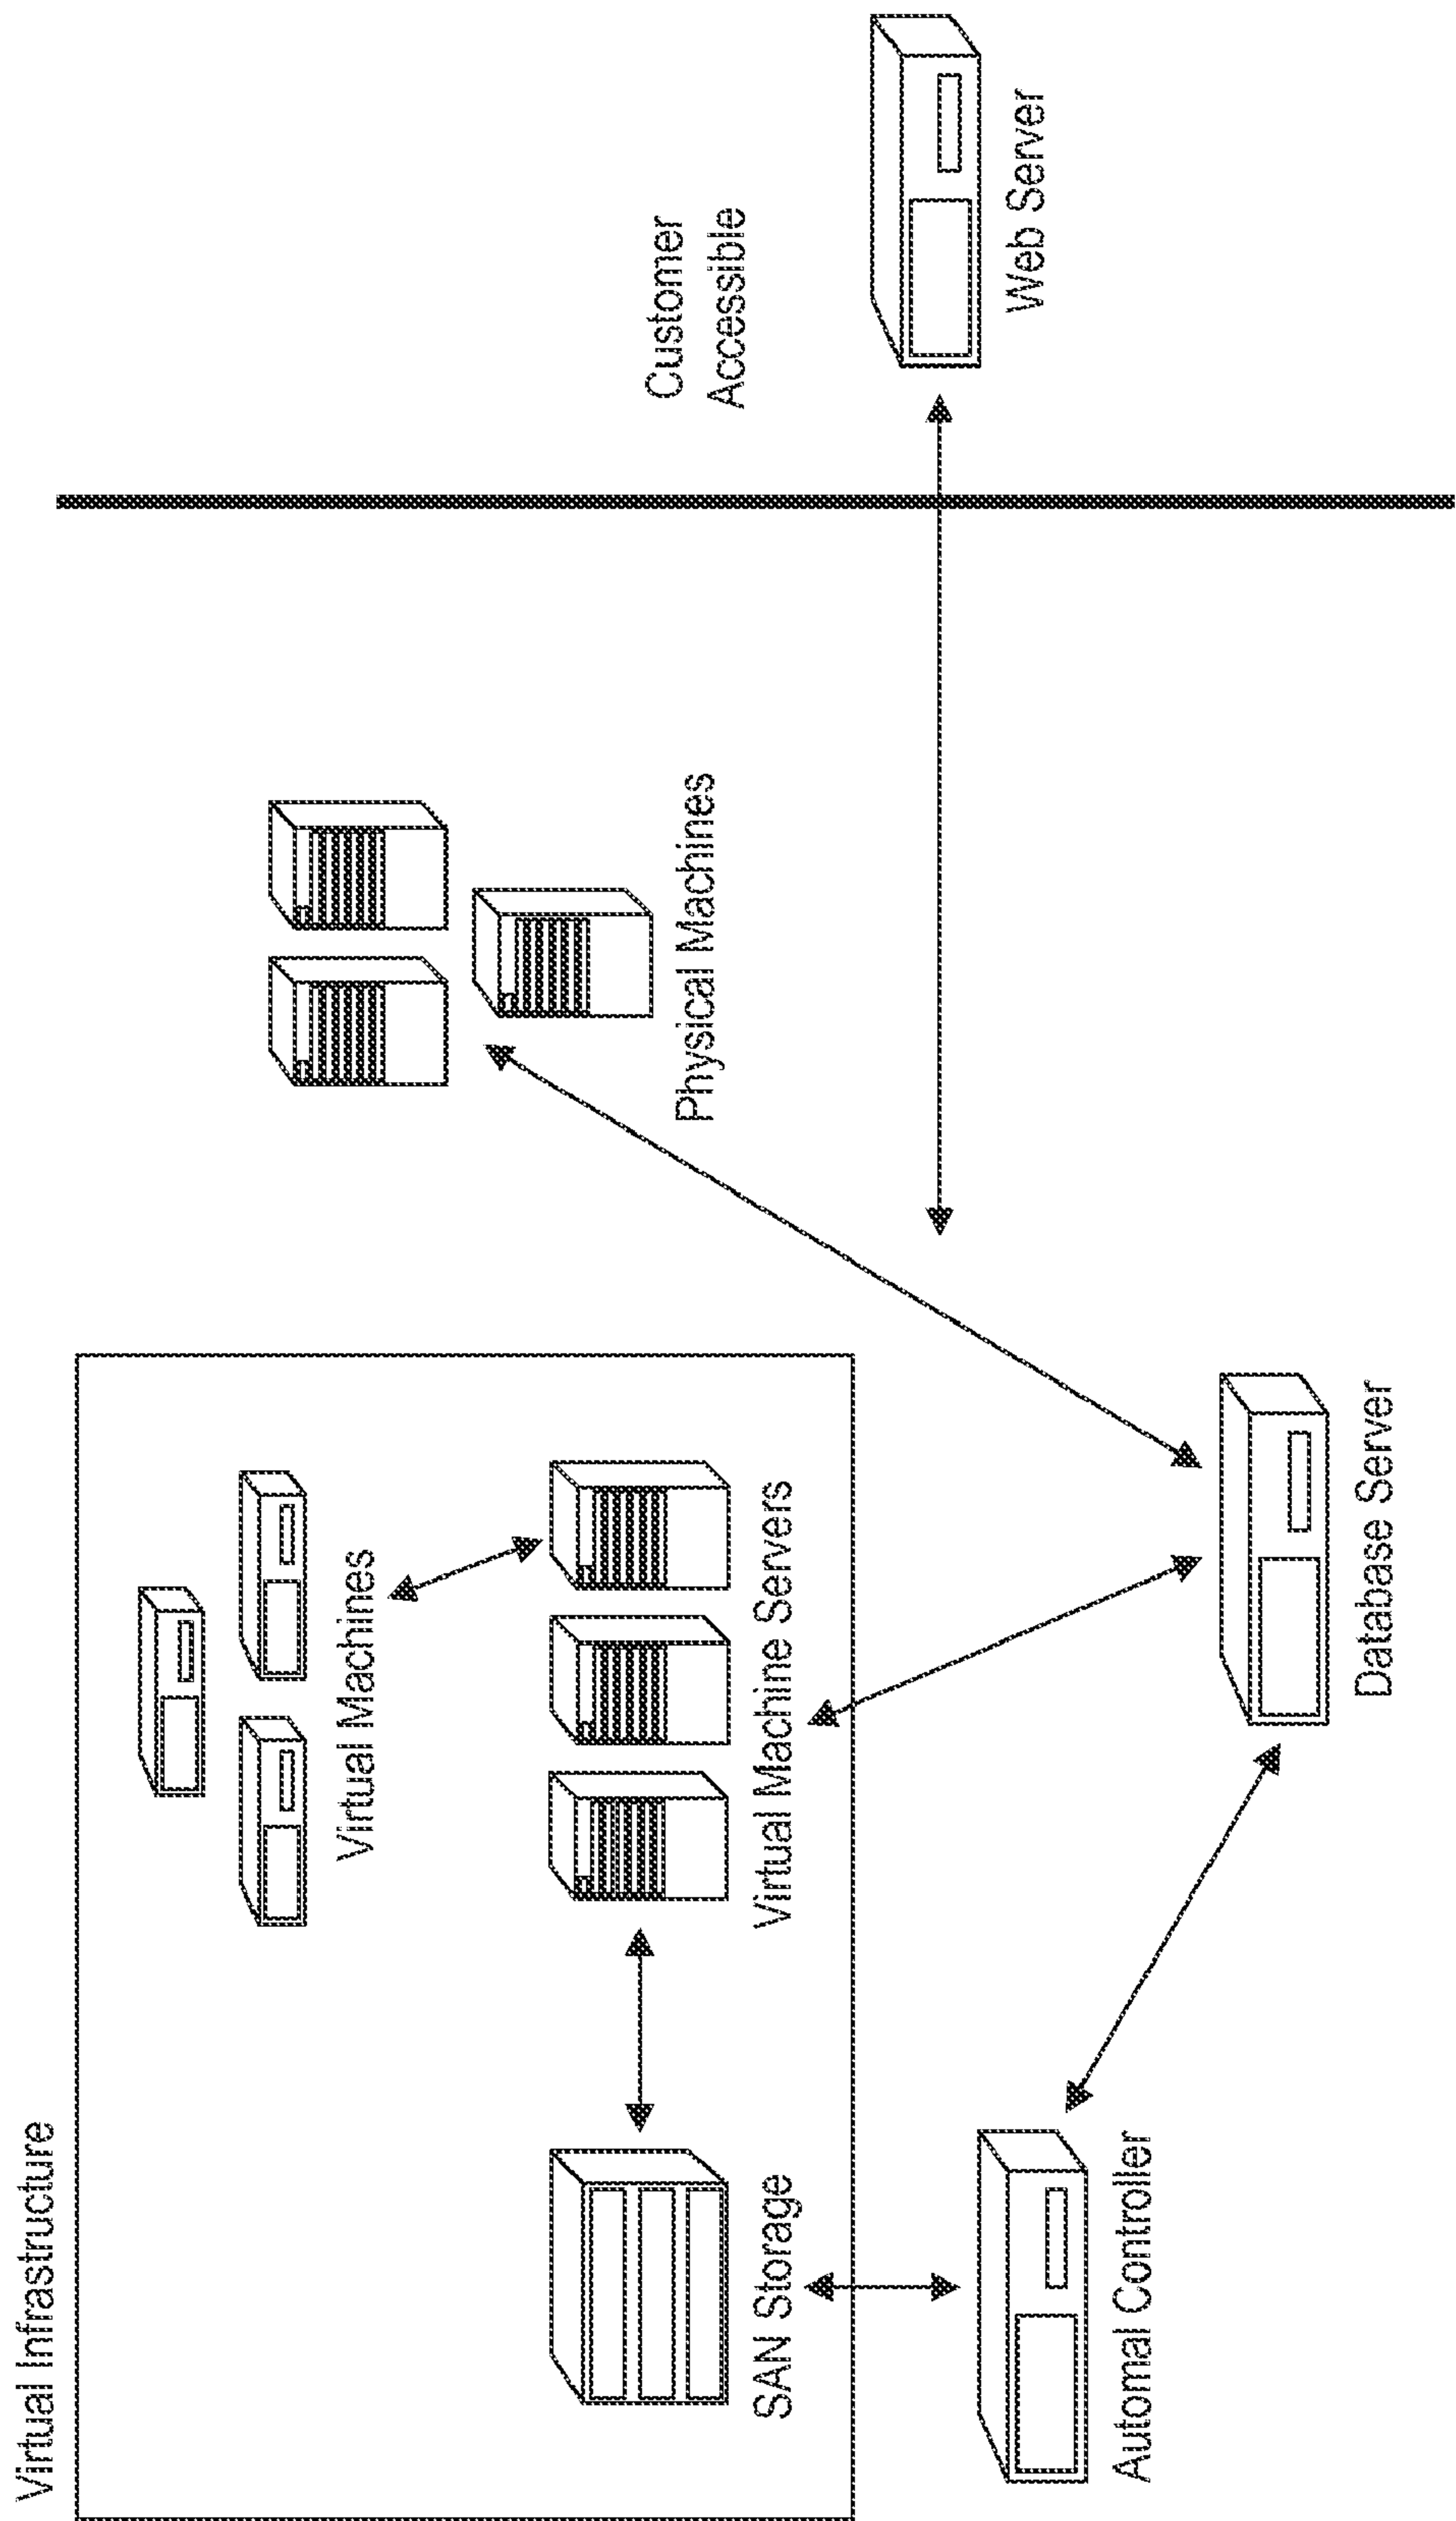 Virtual Infrastructure
Virtual Machines
SAN Storage
Virtual Machine Servers
Physical Machines
Customer
Accessible
Automal Controller
Database Server
Web Server